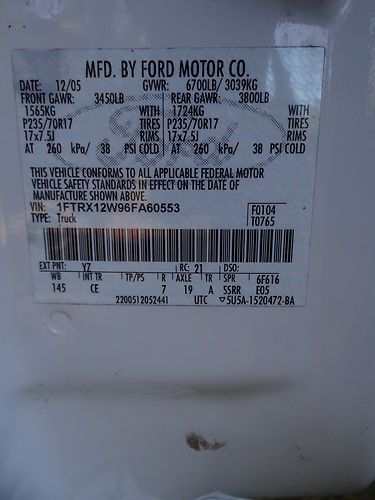 MFD. BY FORD MOTOR CO.
DATE: 12/05 GVWR: 6700LB/ 3039KG
FRONT GAWR: 3450LB REAR GAWR: 3800LB
1565KG WITH 1724KG WITH
P235/70R17 TIRES P235/70R17 TIRES
17x7.5J RIMS 17x7.5J RIMS
AT 260 kPa/ 38 PSI COLD AT 260 kPa/ 38 PSI COLD
THIS VEHICLE CONFORMS TO ALL APPLICABLE FEDERAL MOTOR
VEHICLE SAFETY STANDARDS IN EFFECT ON THE DATE OF
MANUFACTURE SHOWN ABOVE.
VIN: 1FTRX12W96FA60553 F0104
TYPE: Truck T0765
EXT PNT: YZ RC: 21 DSO:
WB INT TR TP/PS R AXLE TR SPR 6F616
145 CE 7 19 A SSRR E05
2200512052441 UTC ▽5U5A-1520472-BA